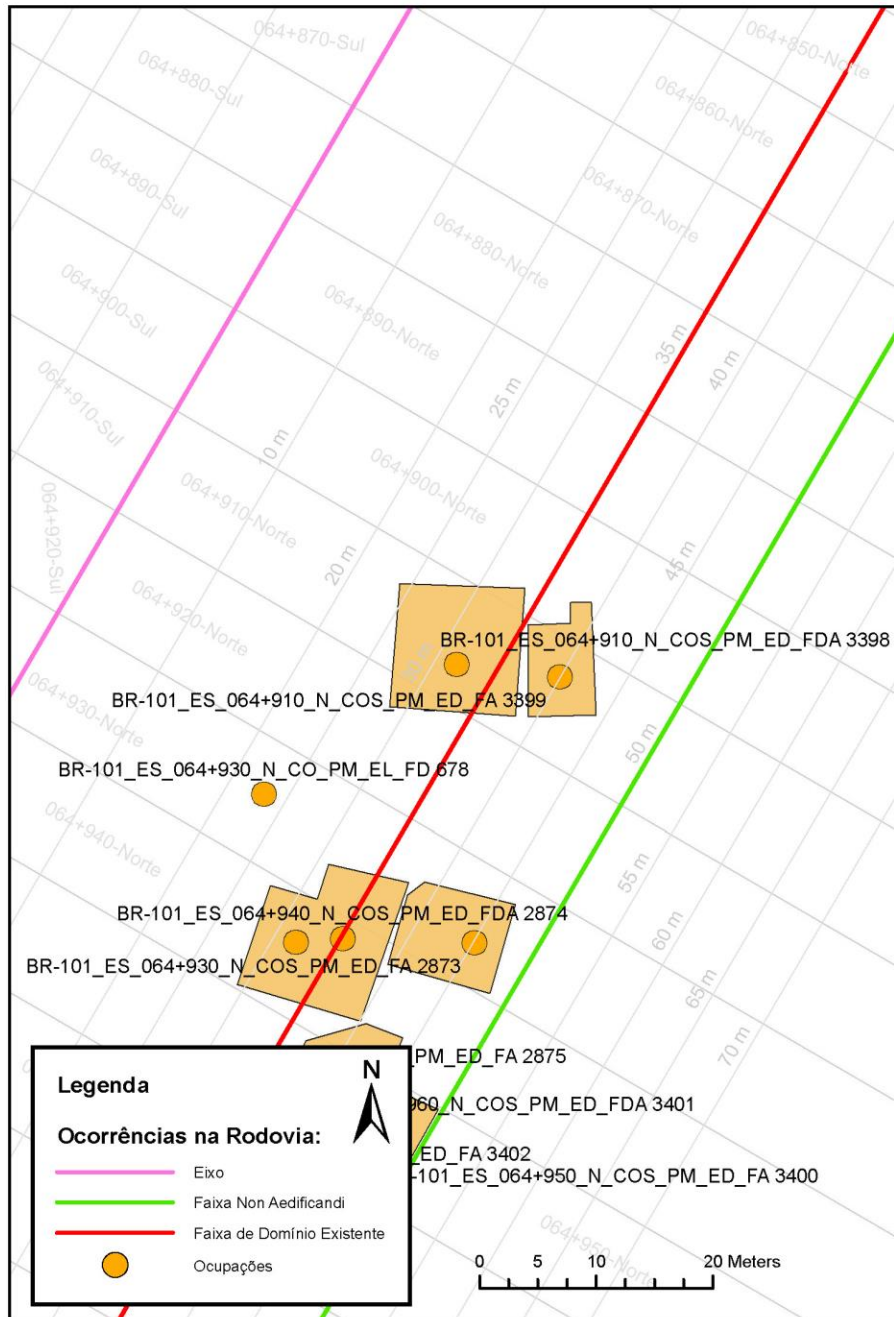 064+870-Sul
064+850-Norte
064+880-Sul
064+860-Norte
064+890-Sul
064+870-Norte
064+880-Norte
064+900-Sul
064+890-Norte
35 m
40 m
064+910-Sul
25 m
10 m
064+900-Norte
064+920-Sul
064+910-Norte
20 m
45 m
064+920-Norte
30 m
BR-101_ES_064+910_N_COS_PM_ED_FDA 3398
BR-101_ES_064+910_N_COS_PM_ED_FA 3399
064+930-Norte
50 m
BR-101_ES_064+930_N_CO_PM_EL_FD 678
064+940-Norte
55 m
BR-101_ES_064+940_N_COS_PM_ED_FDA 2874
60 m
BR-101_ES_064+930_N_COS_PM_ED_FA 2873
65 m
70 m
_PM_ED_FA 2875
960_N_COS_PM_ED_FDA 3401
_ED_FA 3402
-101_ES_064+950_N_COS_PM_ED_FA 3400
064+950-Norte
Legenda
N
Ocorrências na Rodovia:
Eixo
Faixa Non Aedificandi
Faixa de Domínio Existente
Ocupações
0 5 10 20 Meters